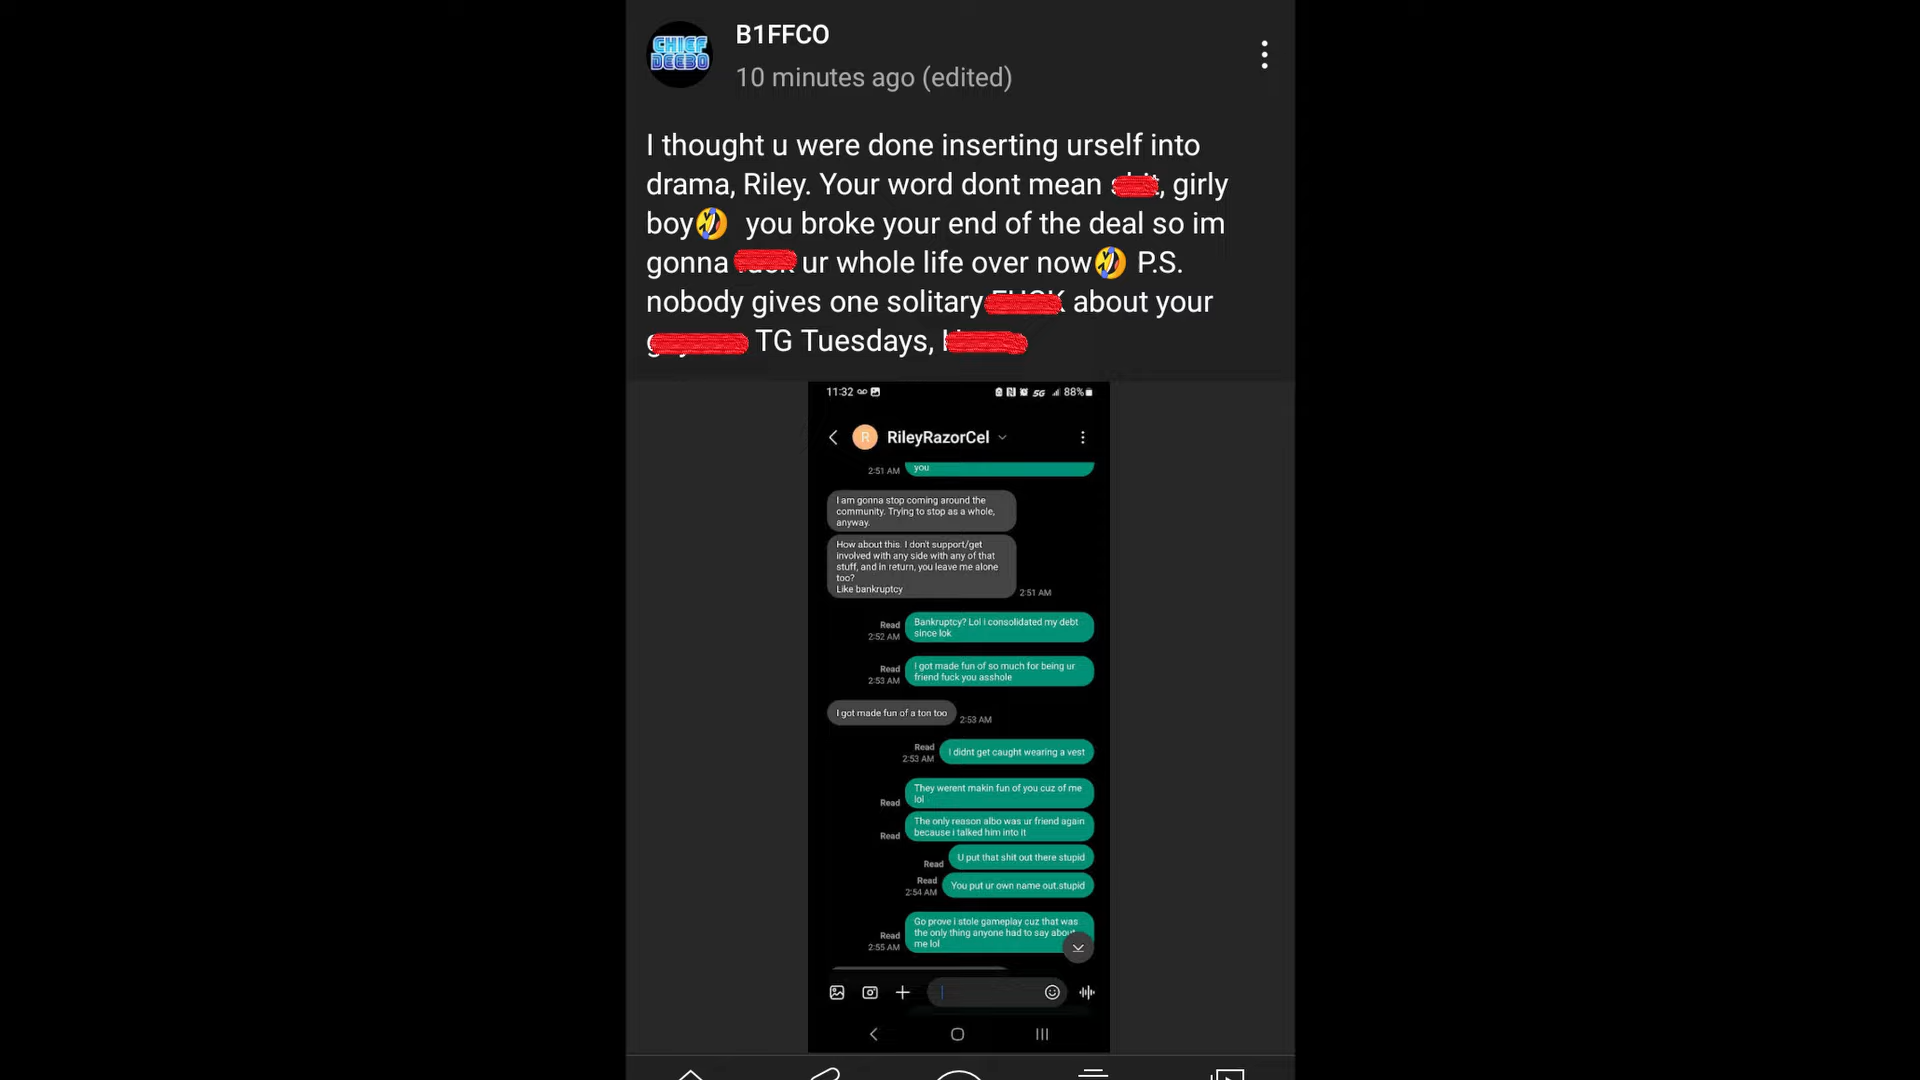 CHIEF
DEEBO
B1FFCO
10 minutes ago (edited)
I thought u were done inserting urself into
drama, Riley. Your word dont mean , girly
boy🤣 you broke your end of the deal so im
gonna ur whole life over now🤣 P.S.
nobody gives one solitary about your
TG Tuesdays,
11:32
5G
88%
R
RileyRazorCel
you
2:51 AM
I am gonna stop coming around the
community. Trying to stop as a whole,
anyway.
How about this. I don't support/get
involved with any side with any of that
stuff, and in return, you leave me alone
too?
Like bankruptcy
2:51 AM
Read
2:52 AM
Bankruptcy? Lol i consolidated my debt
since lok
Read
2:53 AM
I got made fun of so much for being ur
friend fuck you asshole
I got made fun of a ton too
2:53 AM
Read
2:53 AM
I didnt get caught wearing a vest
Read
They werent makin fun of you cuz of me
lol
Read
The only reason albo was ur friend again
because i talked him into it
Read
U put that shit out there stupid
Read
2:54 AM
You put ur own name out.stupid
Read
2:55 AM
Go prove i stole gameplay cuz that was
the only thing anyone had to say about
me lol